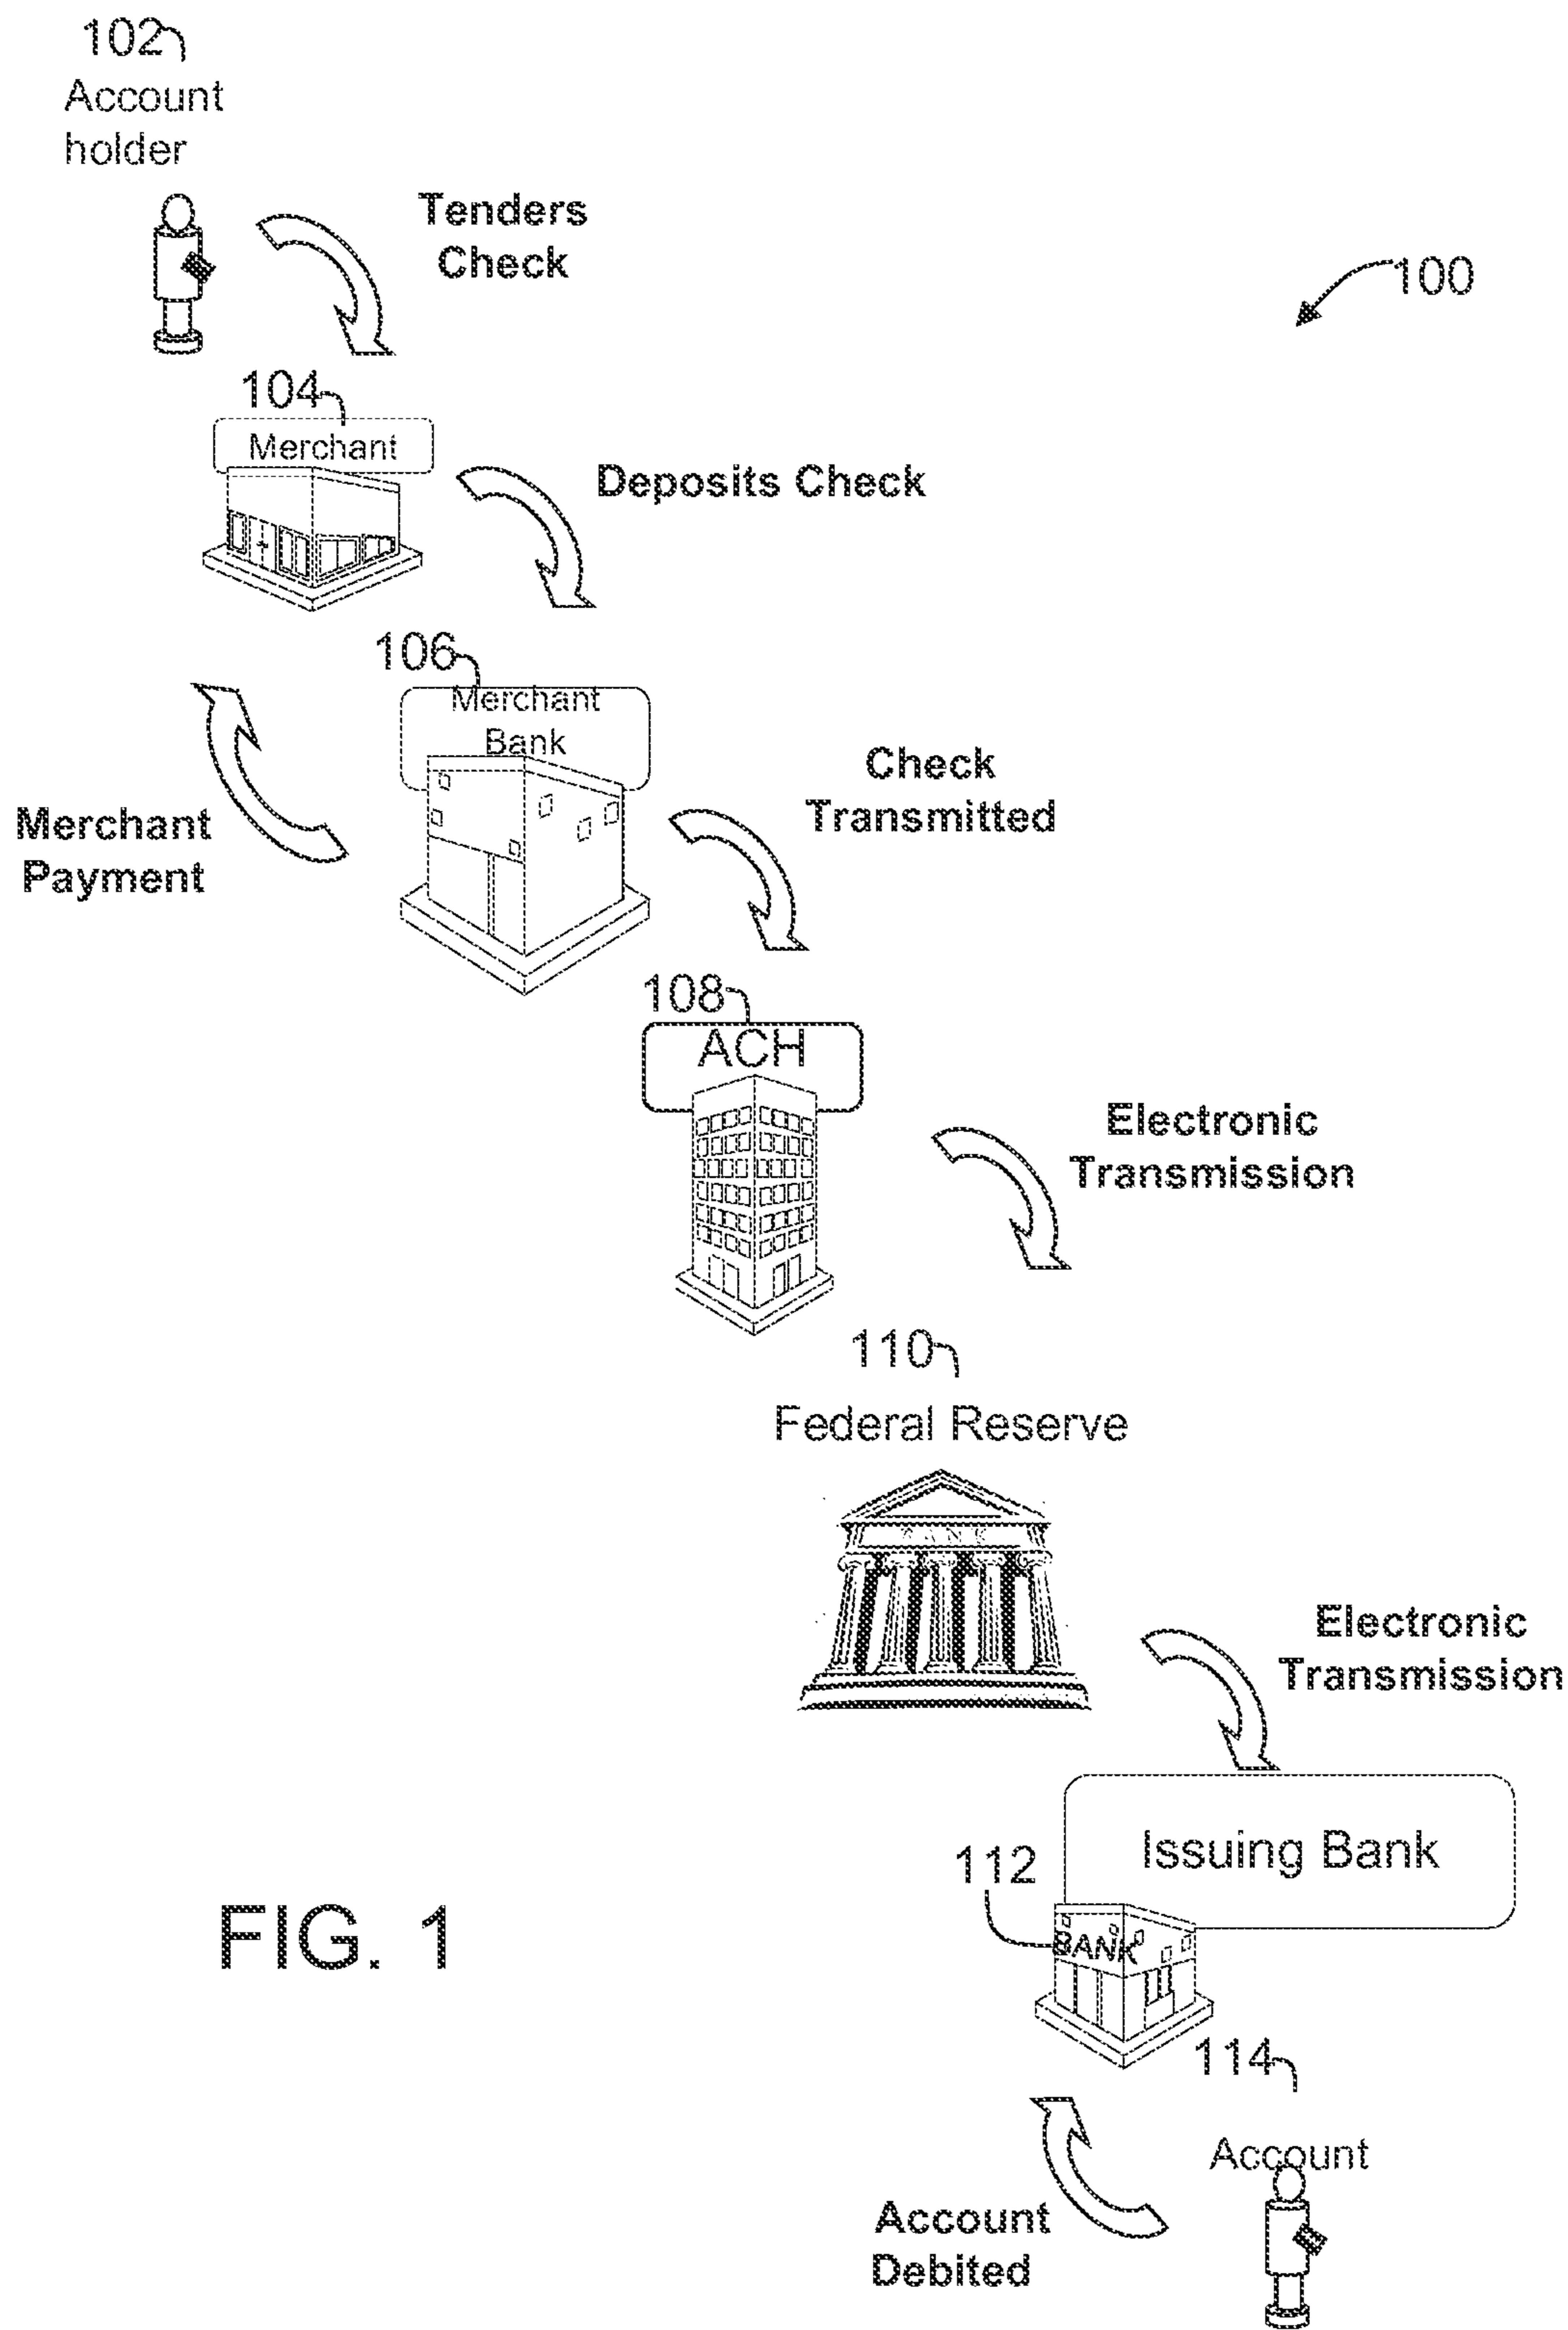 102
Account
holder
Tenders
Check
100
104
Merchant
Deposits Check
106
Merchant
Bank
Merchant
Payment
Check
Transmitted
108
ACH
Electronic
Transmission
110
Federal Reserve
BANK
Electronic
Transmission
Issuing Bank
112
BANK
FIG. 1
114
Account
Account
Debited